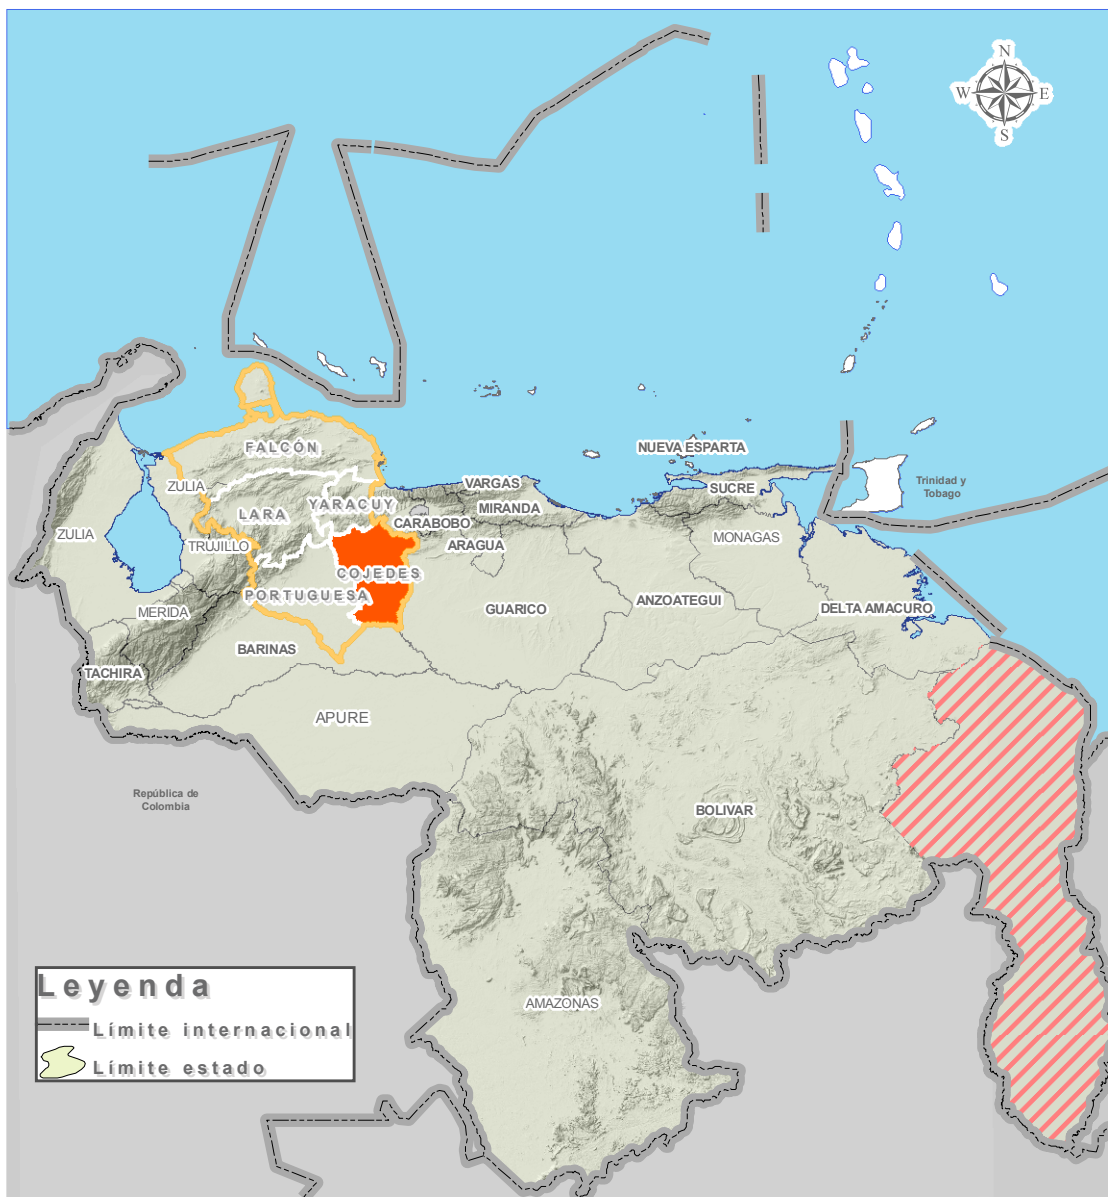 N
W E
S
FALCÓN
NUEVA ESPARTA
ZULIA
VARGAS
SUCRE
Trinidad y
Tobago
YARACUY
MIRANDA
LARA
CARABOBO
ZULIA
TRUJILLO
ARAGUA
MONAGAS
COJEDES
PORTUGUESA
MERIDA
GUARICO
ANZOATEGUI
DELTA AMACURO
BARINAS
TACHIRA
APURE
República de
Colombia
BOLIVAR
AMAZONAS
Leyenda
Límite internacional
Límite estado